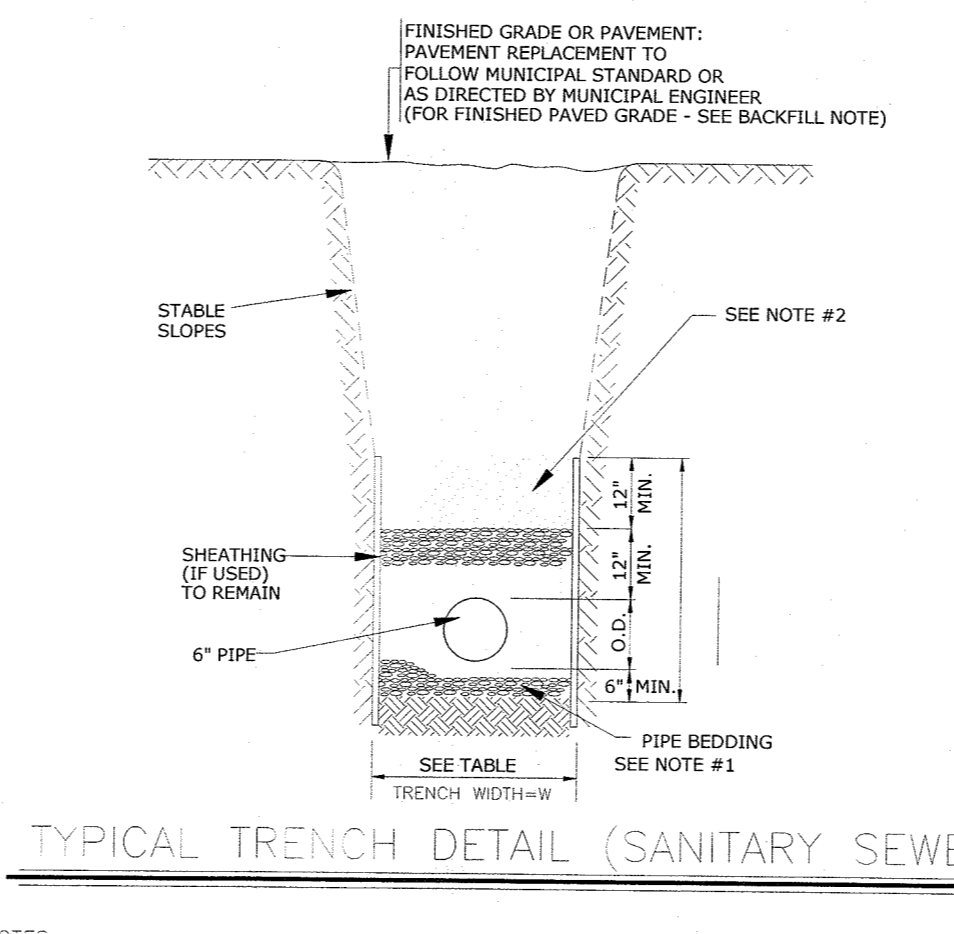 FINISHED GRADE OR PAVEMENT:
PAVEMENT REPLACEMENT TO
FOLLOW MUNICIPAL STANDARD OR
AS DIRECTED BY MUNICIPAL ENGINEER
(FOR FINISHED PAVED GRADE - SEE BACKFILL NOTE)
STABLE
SLOPES
SEE NOTE #2
12"
MIN.
SHEATHING
(IF USED)
TO REMAIN
12"
MIN.
O.D.
6" PIPE
6" MIN.
PIPE BEDDING
SEE NOTE #1
SEE TABLE
TRENCH WIDTH=W
TYPICAL TRENCH DETAIL (SANITARY SEWE